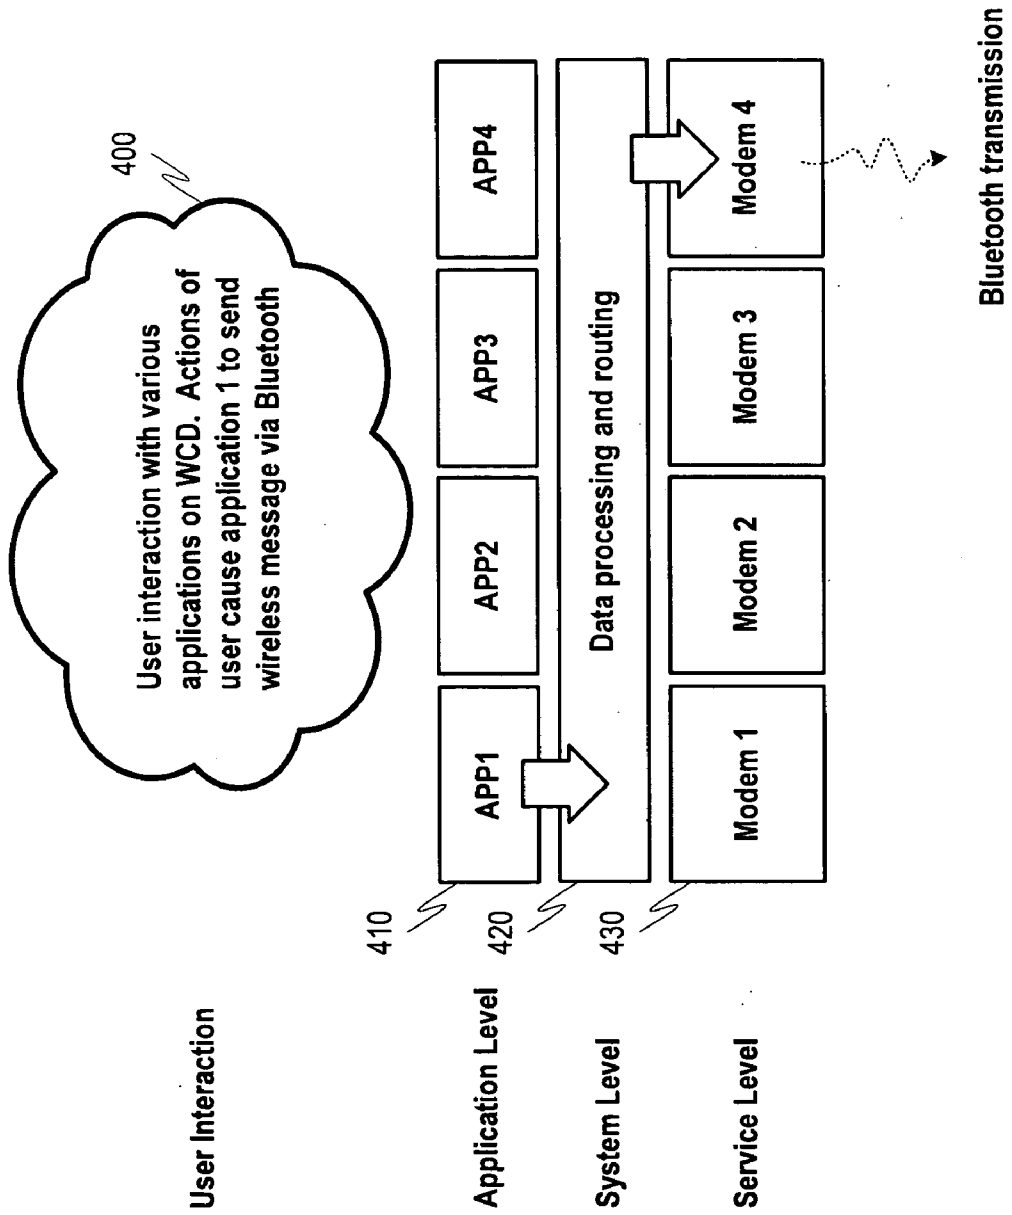 400
User interaction with various
applications on WCD. Actions of
user cause application 1 to send
wireless message via Bluetooth
User Interaction
410
Application Level
APP1
APP2
APP3
APP4
420
System Level
Data processing and routing
430
Service Level
Modem 1
Modem 2
Modem 3
Modem 4
Bluetooth transmission